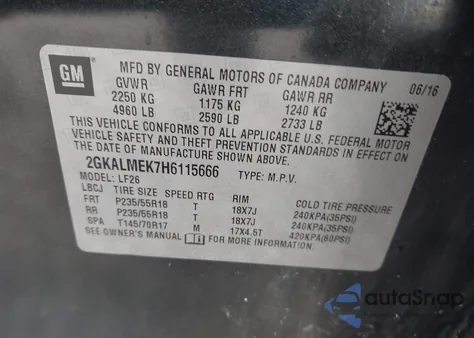 GM
MFD BY GENERAL MOTORS OF CANADA COMPANY
GVWR GAWR FRT GAWR RR 06/16
2250 KG 1175 KG 1240 KG
4960 LB 2590 LB 2733 LB
THIS VEHICLE CONFORMS TO ALL APPLICABLE U.S. FEDERAL MOTOR
VEHICLE SAFETY AND THEFT PREVENTION STANDARDS IN EFFECT ON
THE DATE OF MANUFACTURE SHOWN ABOVE.
2GKALMEK7H6115666 TYPE: M.P.V.
MODEL: LF26
LBCJ TIRE SIZE SPEED RTG RIM COLD TIRE PRESSURE
FRT P235/55R18 T 18X7J 240KPA(35PSI)
RR P235/55R18 T 18X7J 240KPA(35PSI)
SPA T145/70R17 M 17X4.5T 420KPA(60PSI)
SEE OWNER'S MANUAL FOR ADDITIONAL INFORMATION.
autoSnap